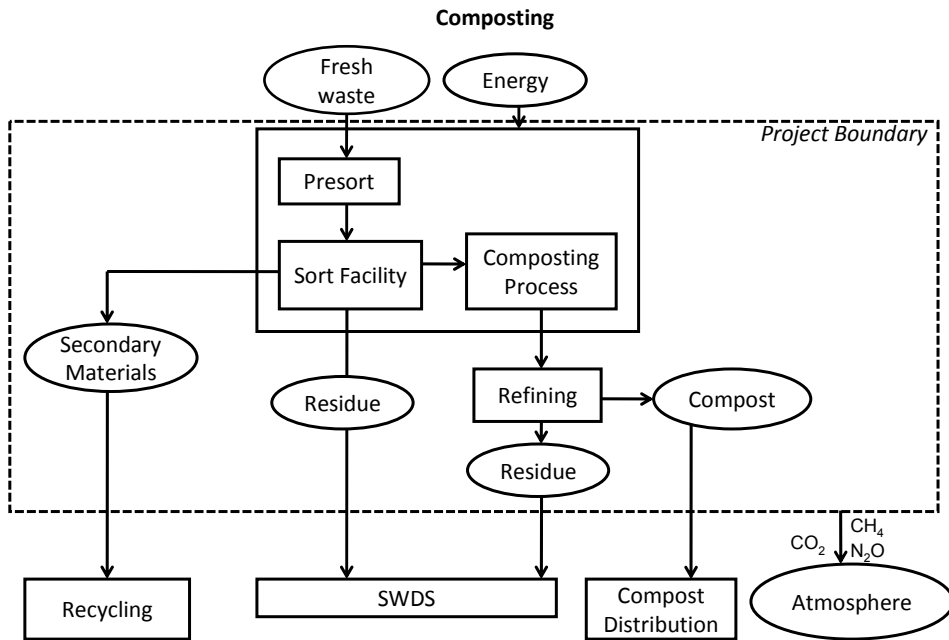 Composting
Fresh
waste
Energy
Project Boundary
Presort
Sort Facility
Composting
Process
Secondary
Materials
Residue
Refining
Compost
Residue
CO₂
CH₄
N₂O
Recycling
SWDS
Compost
Distribution
Atmosphere